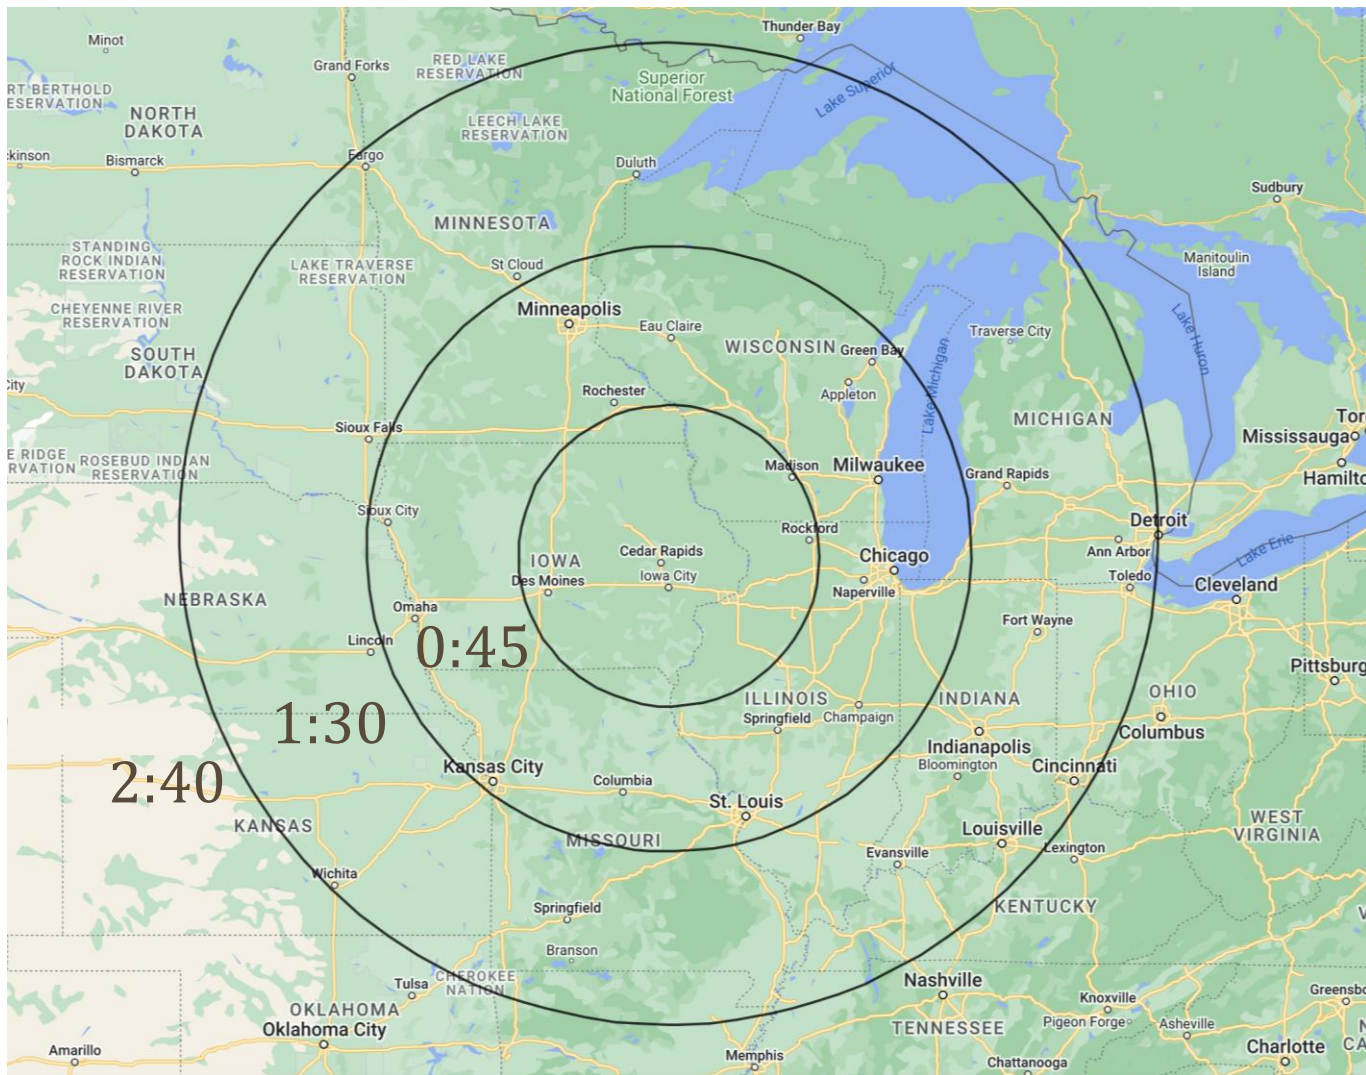 Thunder Bay
Minot
Grand Forks
RED LAKE
RESERVATION
Superior
National Forest
Lake Superior
RT BERTHOLD
ESERVATION
NORTH
DAKOTA
LEECH LAKE
RESERVATION
ckinson
Bismarck
Fargo
Duluth
Sudbury
MINNESOTA
STANDING
ROCK INDIAN
RESERVATION
LAKE TRAVERSE
RESERVATION
St Cloud
Manitoulin
Island
CHEYENNE RIVER
RESERVATION
Minneapolis
Eau Claire
Traverse City
Lake Huron
SOUTH
DAKOTA
WISCONSIN
Green Bay
Lake Michigan
City
Rochester
Appleton
MICHIGAN
Tor
Sioux Falls
Mississauga
E RIDGE
RVATION
ROSEBUD INDIAN
RESERVATION
Madison
Milwaukee
Grand Rapids
Hamilto
Sioux City
Rockford
Detroit
IOWA
Cedar Rapids
Chicago
Ann Arbor
Lake Erie
Des Moines
Iowa City
Naperville
Toledo
Cleveland
NEBRASKA
Omaha
Fort Wayne
Lincoln
0:45
Pittsburg
1:30
ILLINOIS
INDIANA
OHIO
Springfield
Champaign
Columbus
Indianapolis
2:40
Kansas City
Columbia
Bloomington
Cincinnati
St. Louis
KANSAS
MISSOURI
Louisville
WEST
VIRGINIA
Evansville
Lexington
Wichita
Springfield
KENTUCKY
V
Branson
Tulsa
CHEROKEE
NATION
Nashville
Greensbo
OKLAHOMA
Oklahoma City
Knoxville
Pigeon Forge
TENNESSEE
Asheville
N
CA
Amarillo
Memphis
Chattanooga
Charlotte